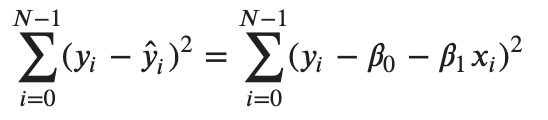 \sum_{i=0}^{N-1} (y_i - \hat{y}_i)^2 = \sum_{i=0}^{N-1} (y_i - \beta_0 - \beta_1 x_i)^2